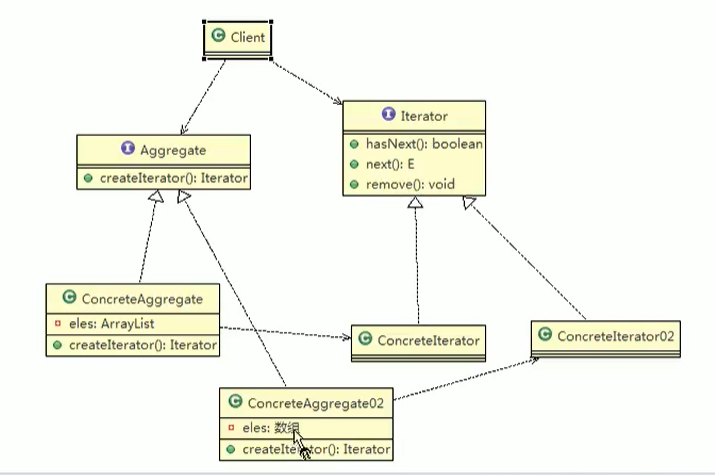 Client
Iterator
hasNext(): boolean
next(): E
remove(): void
Aggregate
createIterator(): Iterator
ConcreteAggregate
eles: ArrayList
createIterator(): Iterator
ConcreteIterator
ConcreteIterator02
ConcreteAggregate02
eles: 数组
createIterator(): Iterator